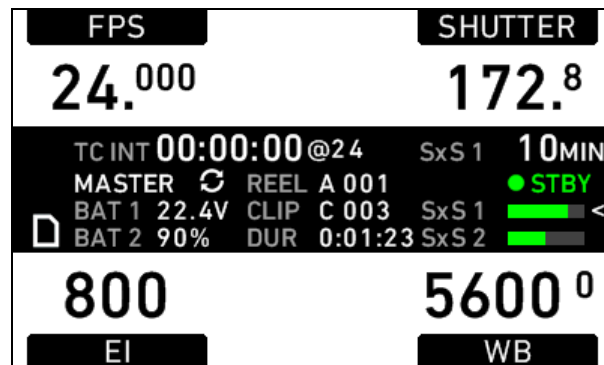 FPS SHUTTER
24.000 172.8
TC INT 00:00:00@24 SxS 1 10MIN
MASTER REEL A 001 STBY
BAT 1 22.4V CLIP C 003 SxS 1 <
BAT 2 90% DUR 0:01:23 SxS 2
800 5600 0
EI WB